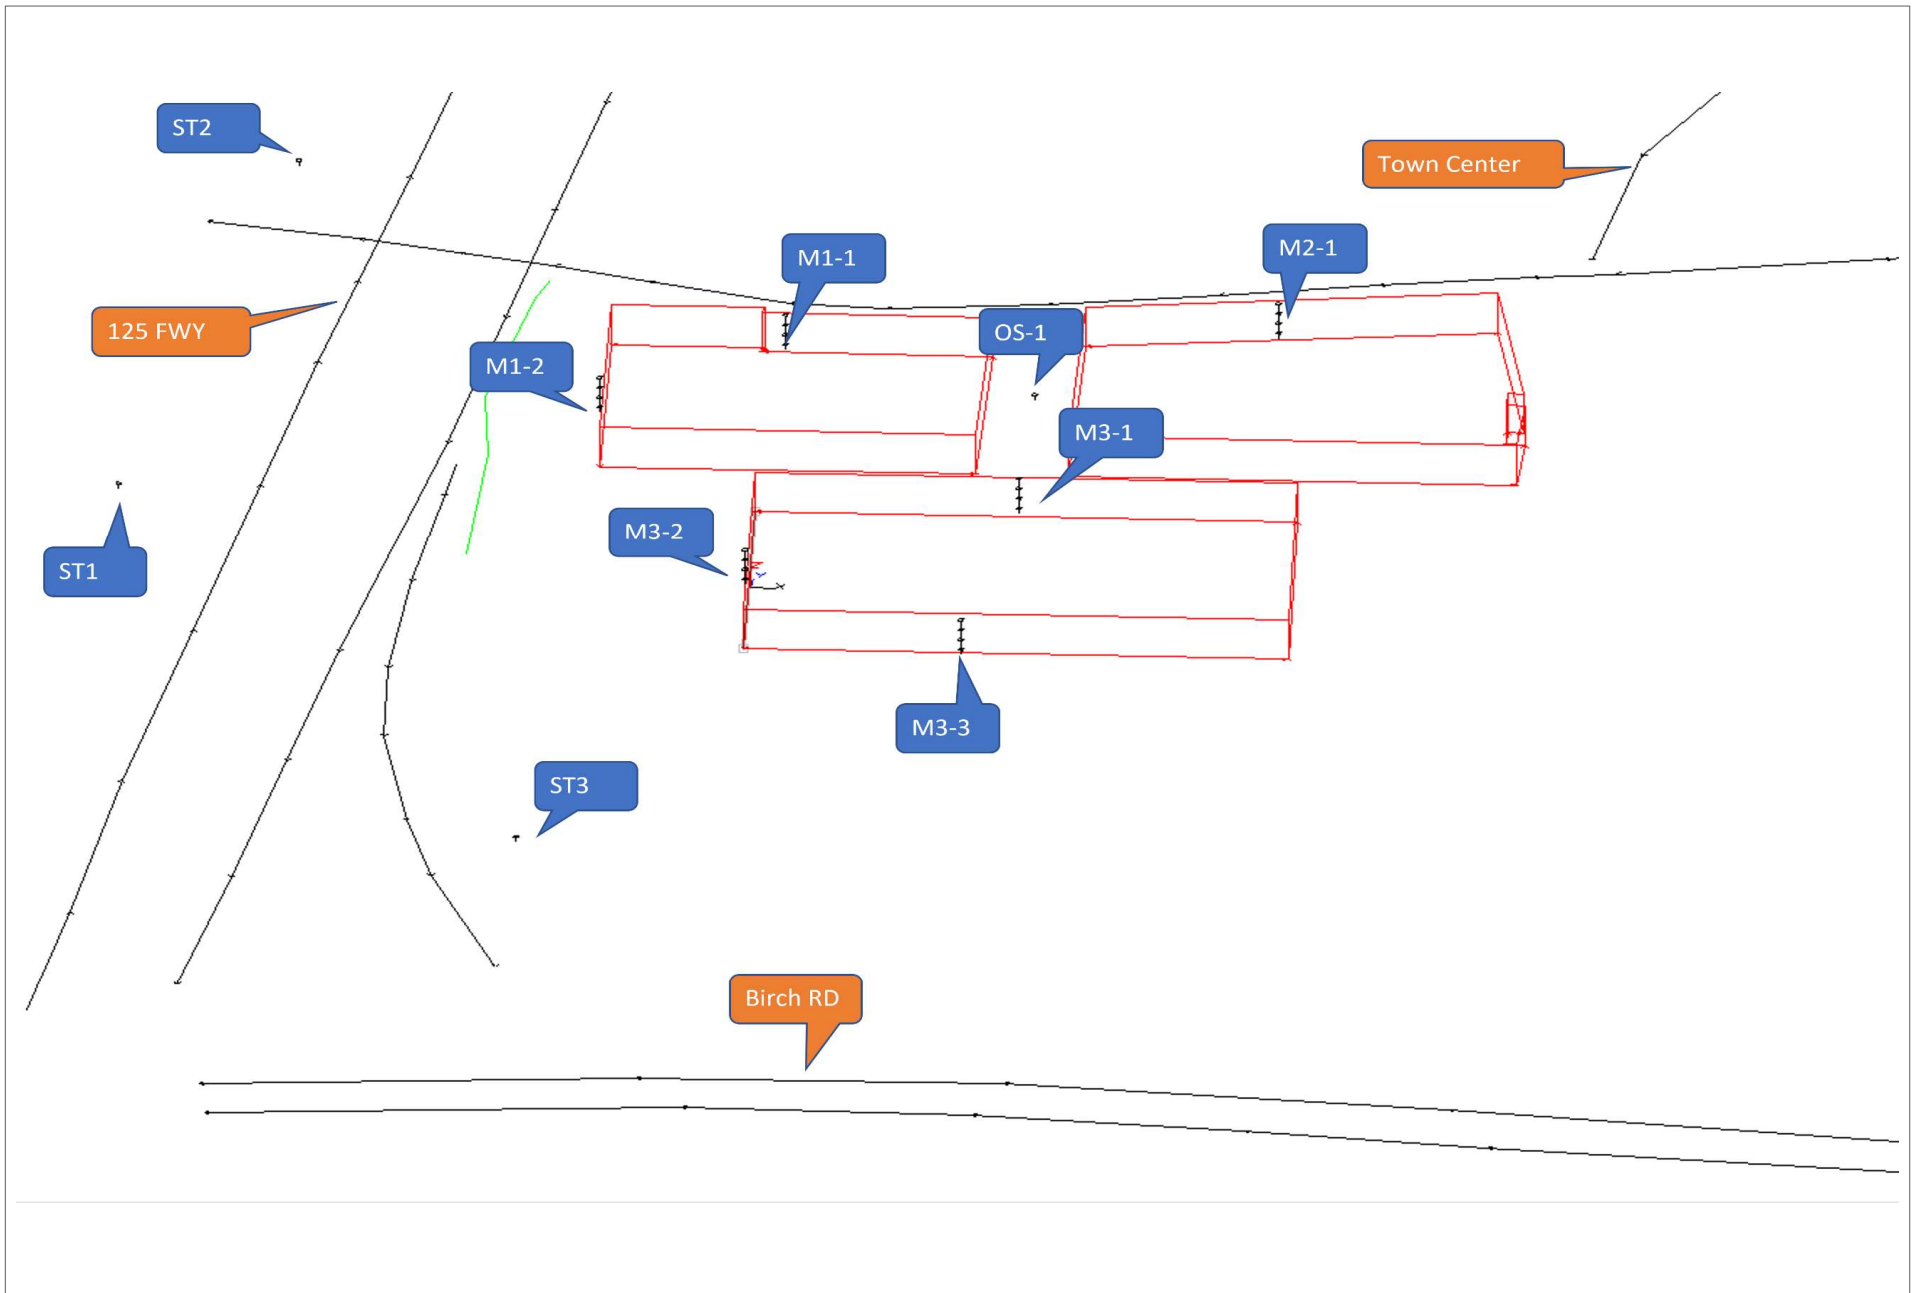 ST2
Town Center
M1-1
M2-1
125 FWY
OS-1
M1-2
M3-1
M3-2
ST1
M3-3
ST3
Birch RD